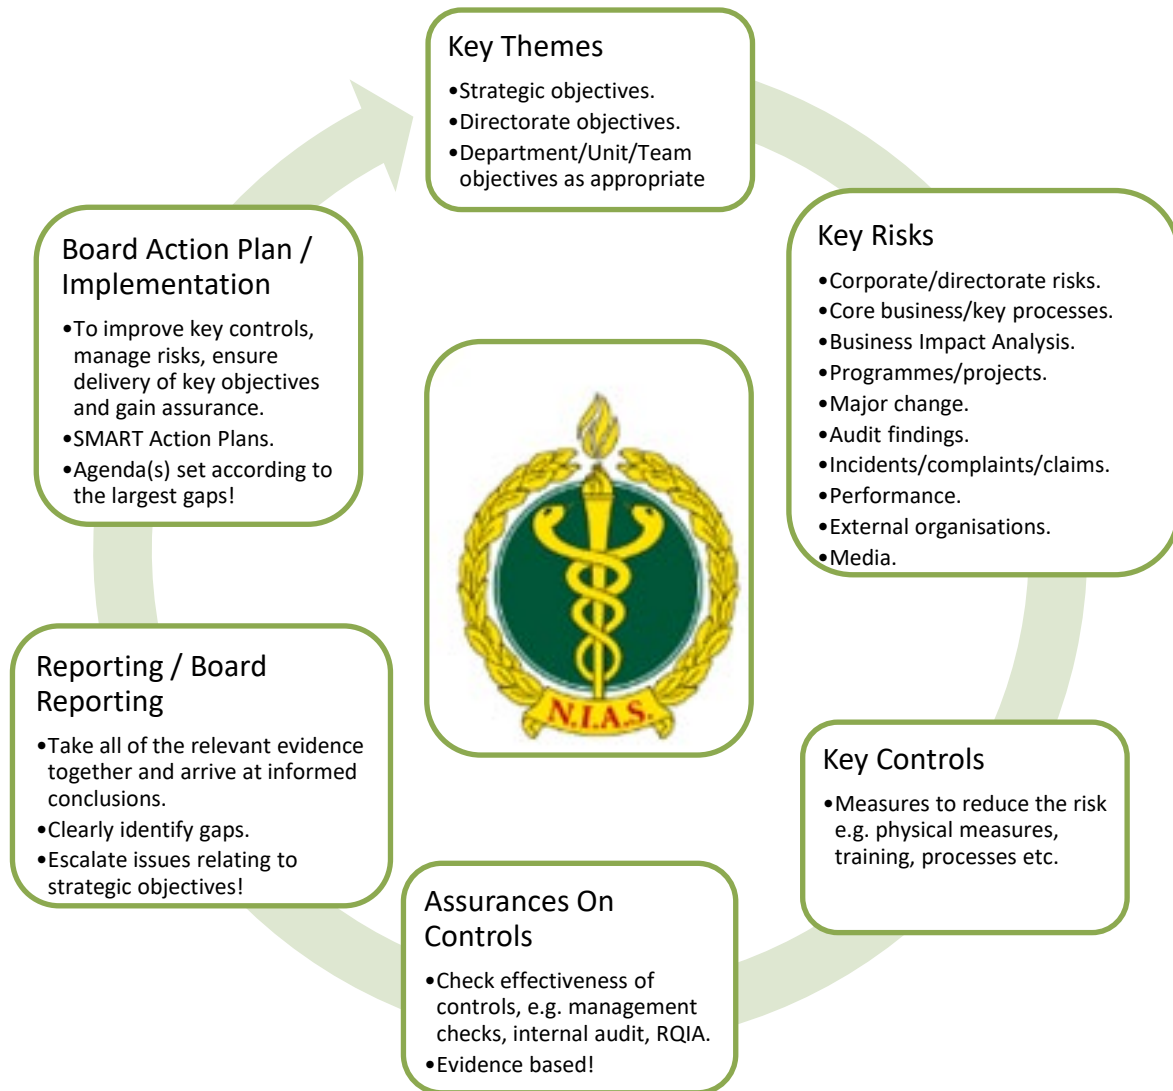 Key Themes
•Strategic objectives.
•Directorate objectives.
•Department/Unit/Team
objectives as appropriate
Key Risks
•Corporate/directorate risks.
•Core business/key processes.
•Business Impact Analysis.
•Programmes/projects.
•Major change.
•Audit findings.
•Incidents/complaints/claims.
•Performance.
•External organisations.
•Media.
Key Controls
•Measures to reduce the risk
e.g. physical measures,
training, processes etc.
Assurances On
Controls
•Check effectiveness of
controls, e.g. management
checks, internal audit, RQIA.
•Evidence based!
Reporting / Board
Reporting
•Take all of the relevant evidence
together and arrive at informed
conclusions.
•Clearly identify gaps.
•Escalate issues relating to
strategic objectives!
Board Action Plan /
Implementation
•To improve key controls,
manage risks, ensure
delivery of key objectives
and gain assurance.
•SMART Action Plans.
•Agenda(s) set according to
the largest gaps!
N.I.A.S.